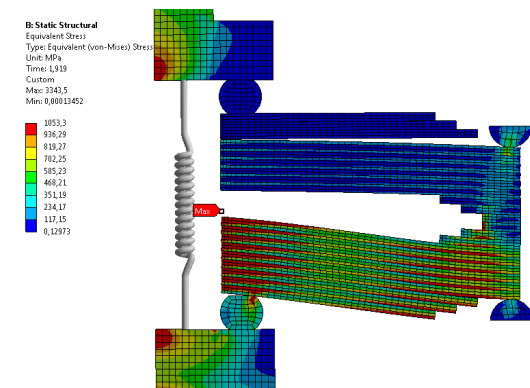 B: Static Structural
Equivalent Stress
Type: Equivalent (von-Mises) Stress
Unit: MPa
Time: 1,919
Custom
Max: 3343,5
Min: 0,00013452
1053,3
936,29
819,27
702,25
585,23
468,21
351,19
234,17
117,15
0,12973
Max